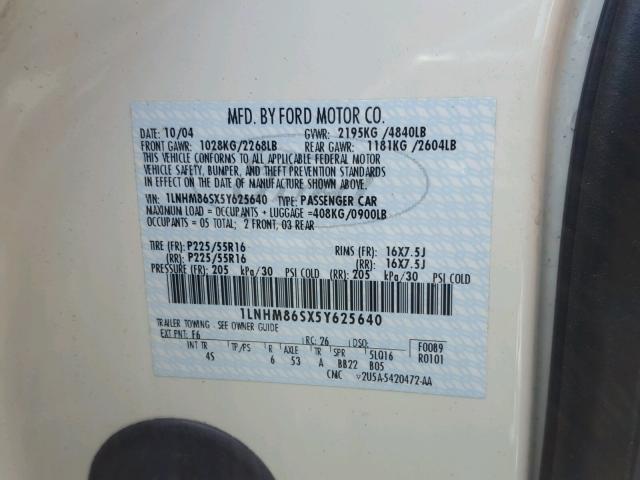 MFD. BY FORD MOTOR CO.
DATE: 10/04 GVWR: 2195KG /4840LB
FRONT GAWR: 1028KG/2268LB REAR GAWR: 1181KG /2604LB
THIS VEHICLE CONFORMS TO ALL APPLICABLE FEDERAL MOTOR
VEHICLE SAFETY, BUMPER, AND THEFT PREVENTION STANDARDS
IN EFFECT ON THE DATE OF MANUFACTURE SHOWN ABOVE.
VIN: 1LNHM86SX5Y625640 TYPE: PASSENGER CAR
MAXIMUM LOAD = OCCUPANTS + LUGGAGE =408KG/0900LB
OCCUPANTS = 05 TOTAL; 2 FRONT, 03 REAR
TIRE (FR): P225/55R16 RIMS (FR): 16X7.5J
(RR): P225/55R16 (RR): 16X7.5J
PRESSURE (FR): 205 kPa/30 PSI COLD (RR): 205 kPa/30 PSI COLD
1LNHM86SX5Y625640
TRAILER TOWING - SEE OWNER GUIDE
EXT PNT: F6 RC: 26 DSO: F0089
INT TR TP/PS R AXLE TR SPR 5L016 R0101
4S 6 53 A BB22 B05
CMC V2USA-5420472-AA